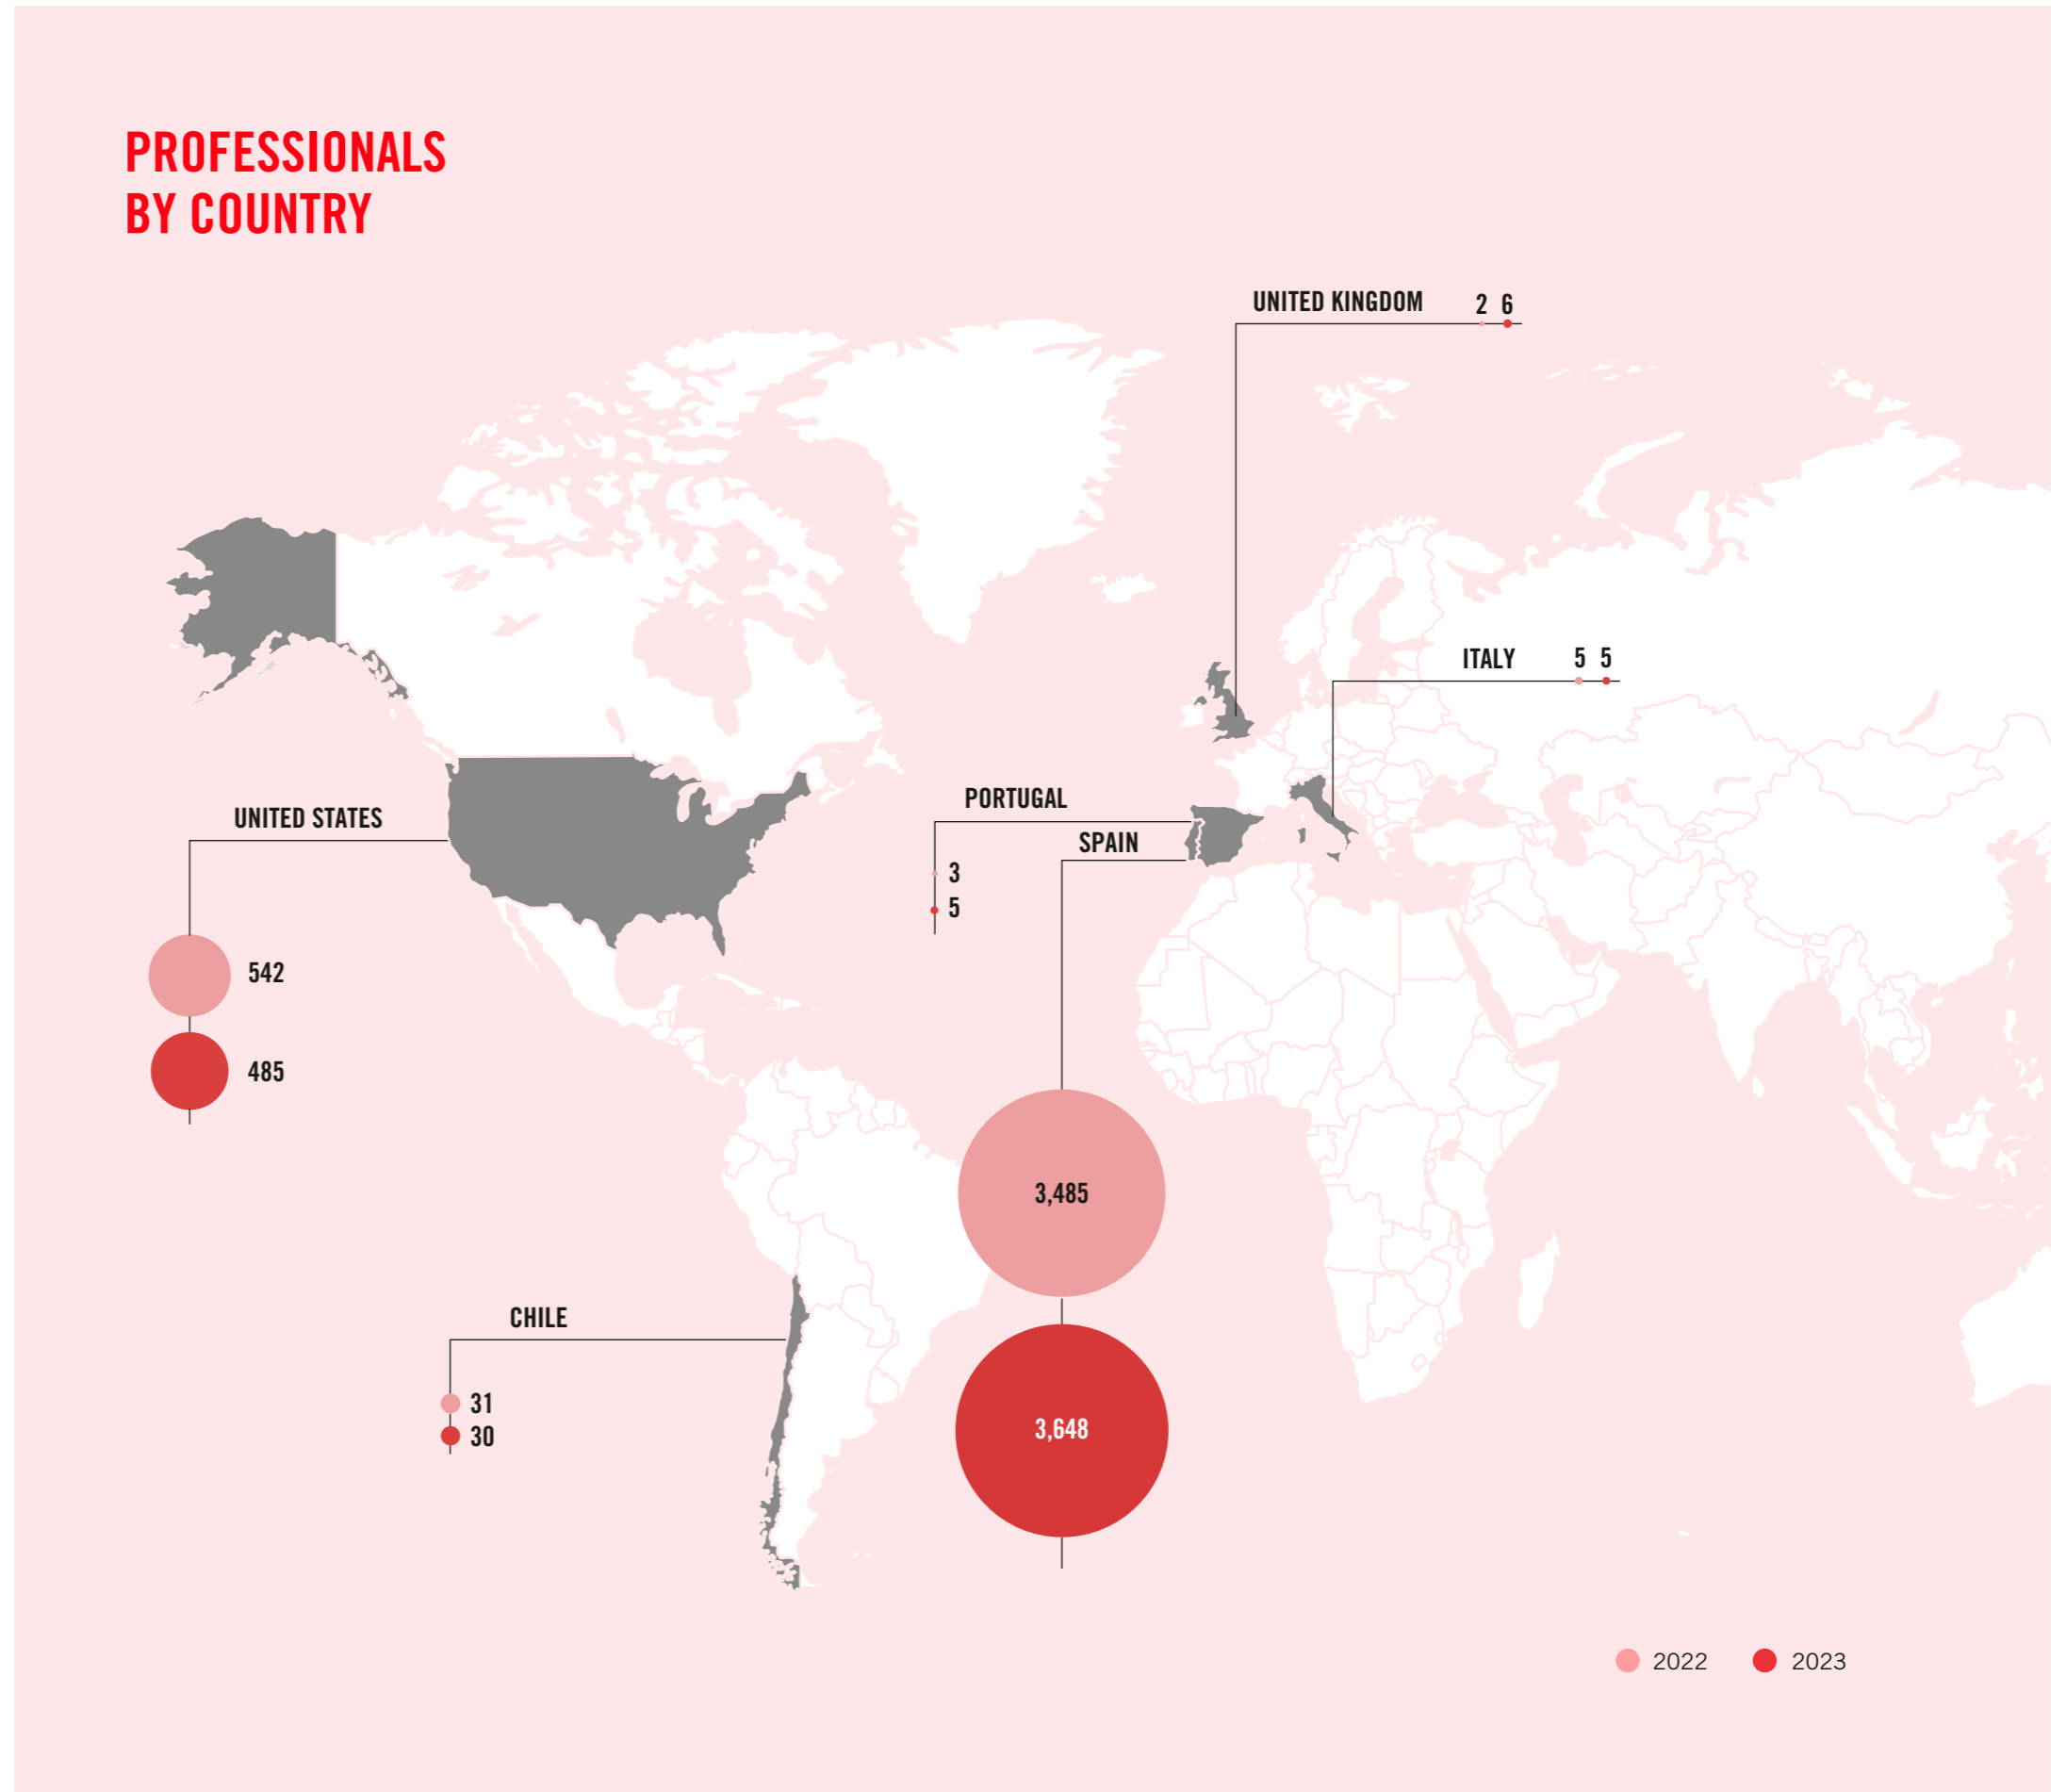 PROFESSIONALS
BY COUNTRY
UNITED KINGDOM 2 6
ITALY 5 5
PORTUGAL
3
5
SPAIN
3,485
3,648
UNITED STATES
542
485
CHILE
31
30
2022 2023